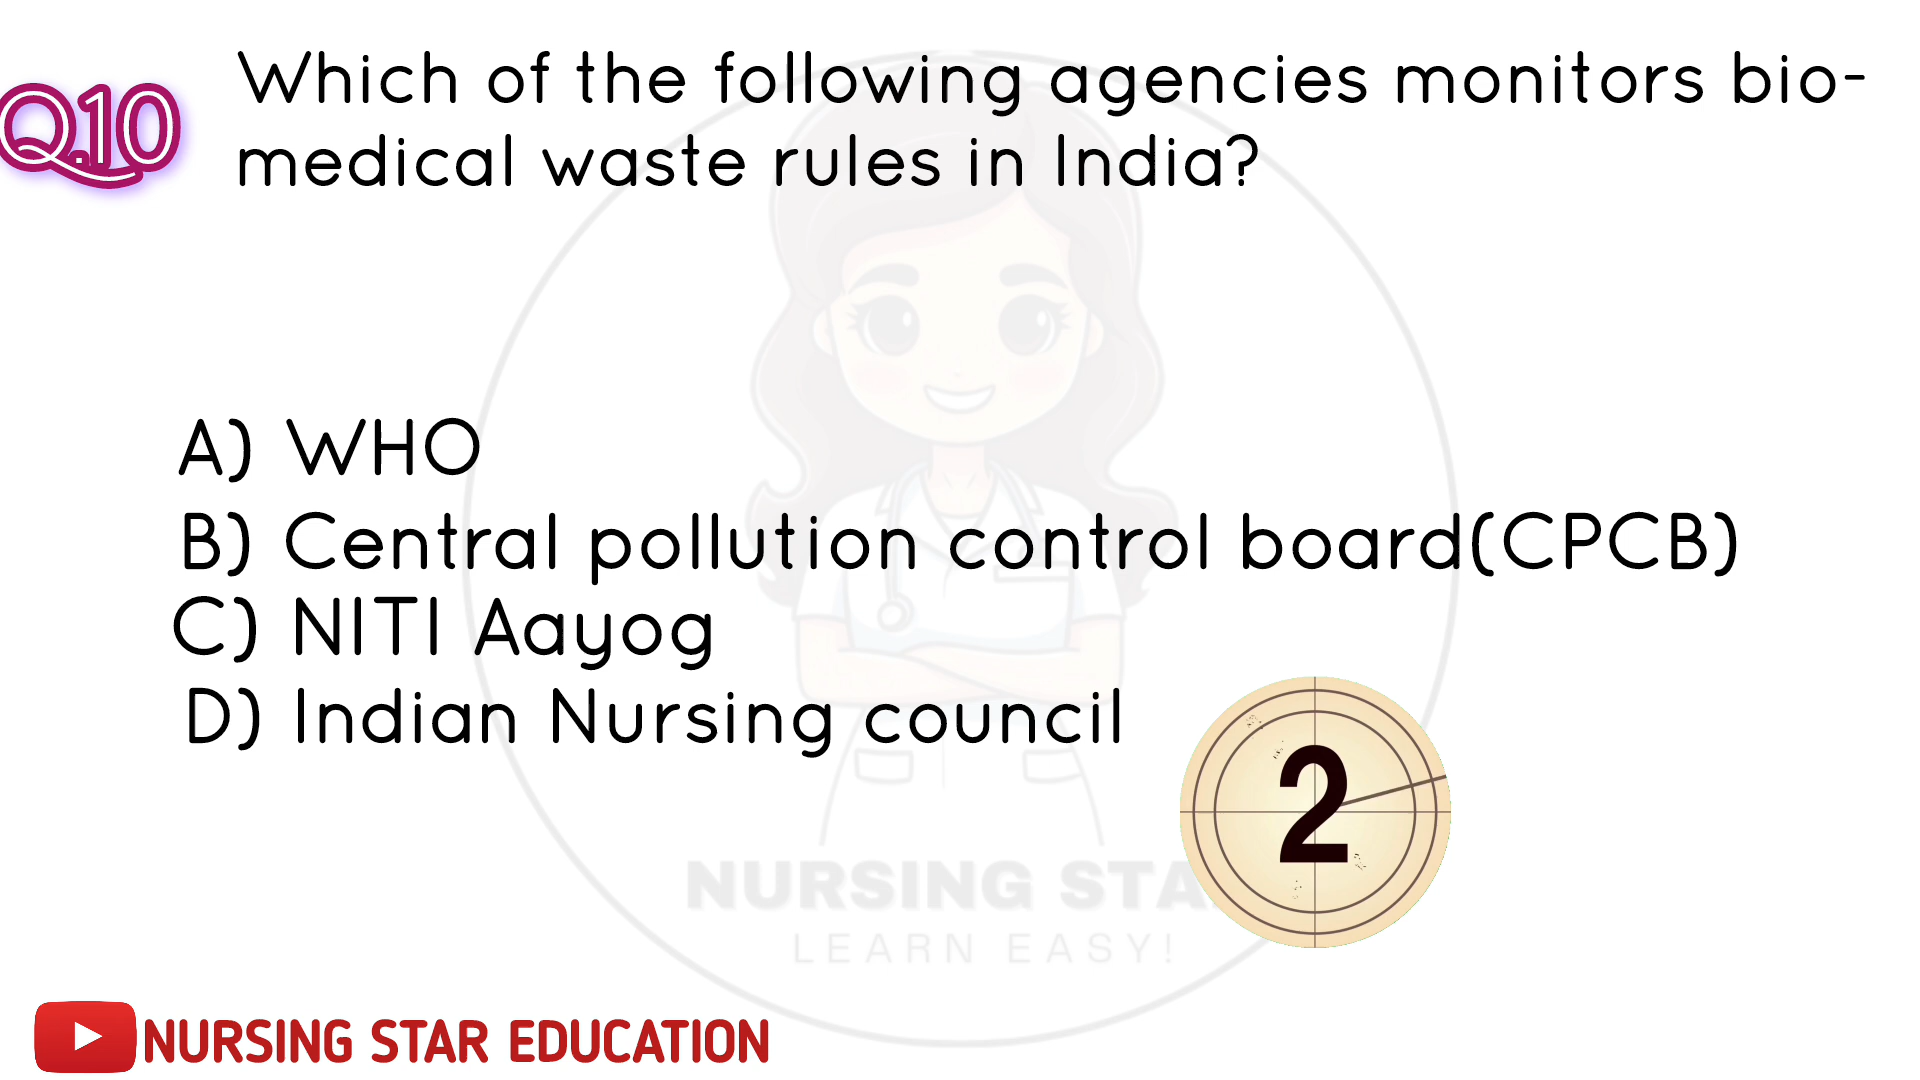 Q.10
Which of the following agencies monitors bio-
medical waste rules in India?
A) WHO
B) Central pollution control board(CPCB)
C) NITI Aayog
D) Indian Nursing council
2
NURSING STA
LEARN EASY!
NURSING STAR EDUCATION